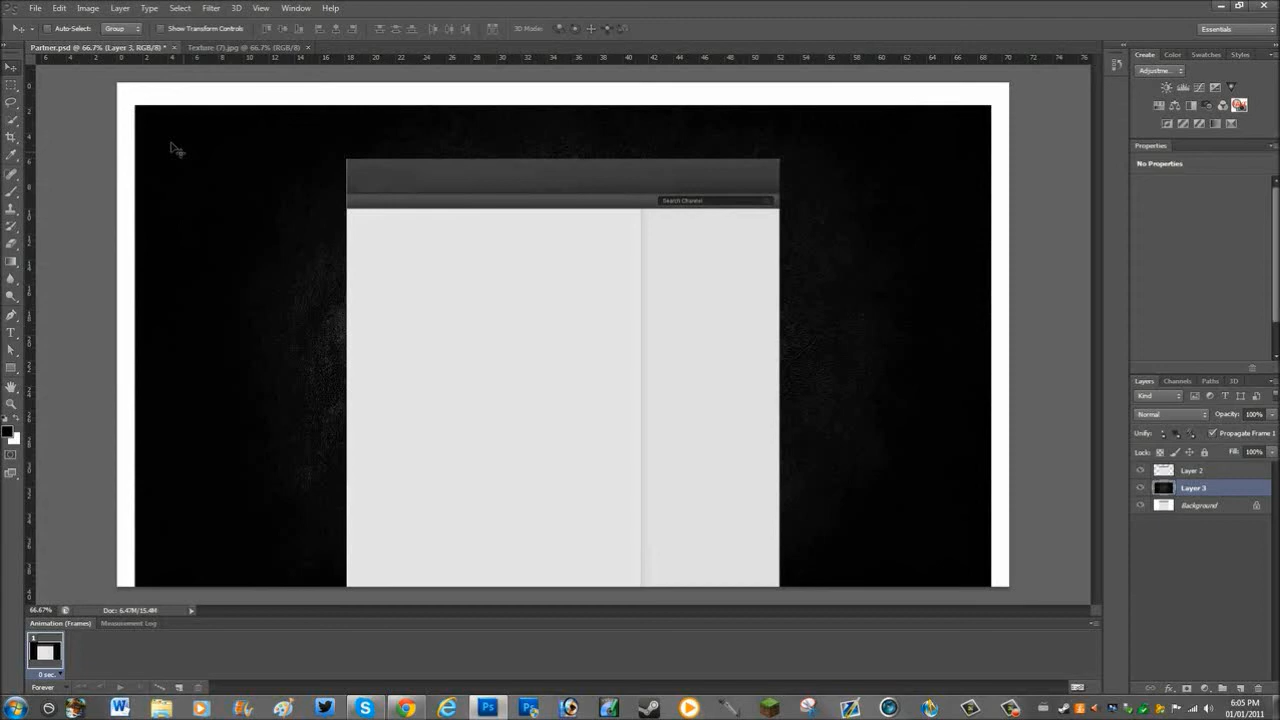 File Edit Image Layer Type Select Filter 3D View Window Help
Auto-Select: Group Show Transform Controls 3D Mode: Essentials
Partner.psd @ 66.7% (Layer 3, RGB/8) * × Texture (7).jpg @ 66.7% (RGB/8) ×
Create Color Swatches Styles
Adjustme...
Properties
No Properties
Search Channel
Layers Channels Paths 3D
Kind
Normal Opacity: 100%
Unify: Propagate Frame 1
Lock: Fill: 100%
Layer 2
Layer 3
Background
66.67% Doc: 6.47M/15.4M
Animation (Frames) Measurement Log
1
0 sec.
Forever
6:05 PM
01/01/2011